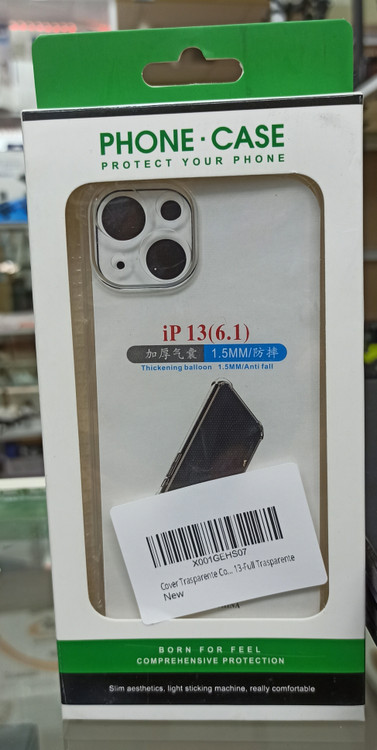 PHONE · CASE
PROTECT YOUR PHONE
iP 13(6.1)
加厚气囊 1.5MM/防摔
Thickening balloon 1.5MM/Anti fall
X001GEHS07
Cover Trasparente Co... 13-Full Trasparente
New
BORN FOR FEEL
COMPREHENSIVE PROTECTION
Slim aesthetics, light sticking machine, really comfortable